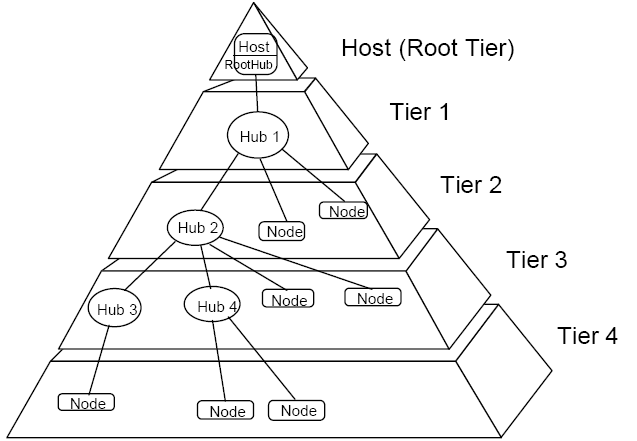 Host
RootHub
Host (Root Tier)
Hub 1
Tier 1
Hub 2
Node
Node
Tier 2
Hub 3
Hub 4
Node
Node
Tier 3
Node
Node
Node
Tier 4